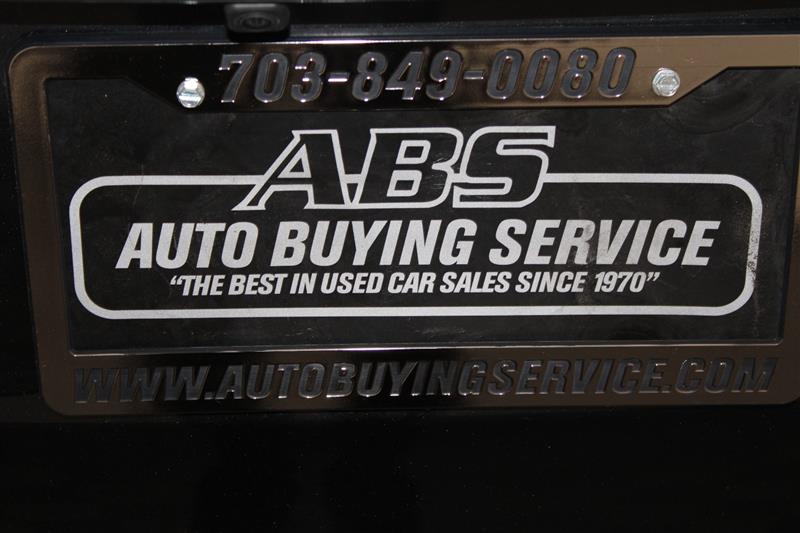 703-849-0080
ABS
AUTO BUYING SERVICE
"THE BEST IN USED CAR SALES SINCE 1970"
WWW.AUTOBUYINGSERVICE.COM